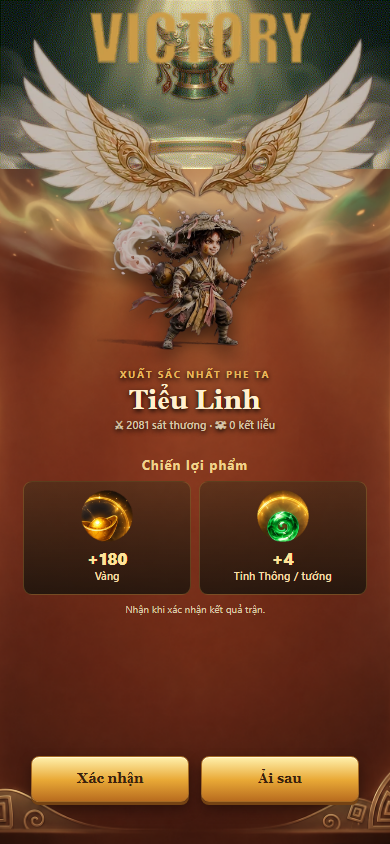 VICTORY
XUẤT SẮC NHẤT PHE TA
Tiểu Linh
2081 sát thương · 0 kết liễu
Chiến lợi phẩm
+180
Vàng
+4
Tinh Thông / tướng
Nhận khi xác nhận kết quả trận.
Xác nhận
Ải sau